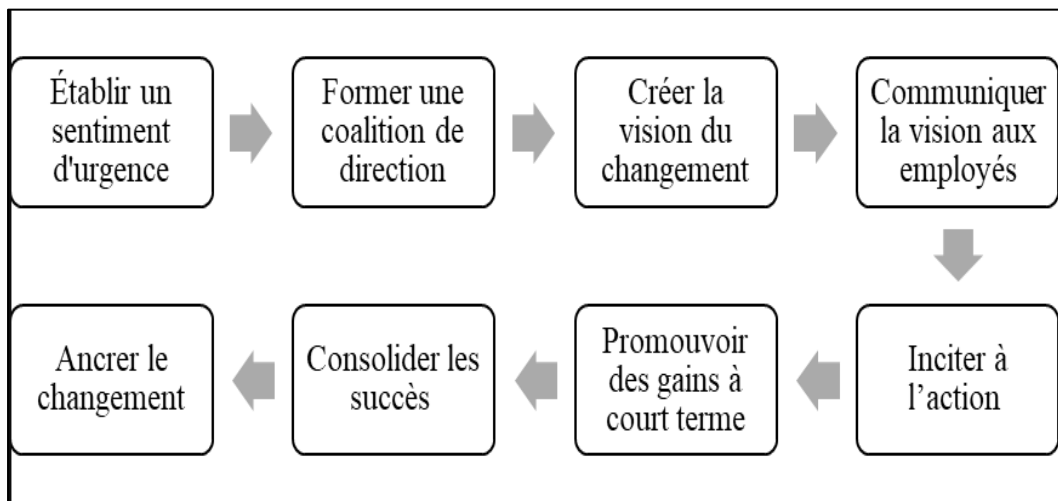 Établir un
sentiment
d'urgence
Former une
coalition de
direction
Créer la
vision du
changement
Communiquer
la vision aux
employés
Inciter à
l’action
Promouvoir
des gains à
court terme
Consolider les
succès
Ancrer le
changement